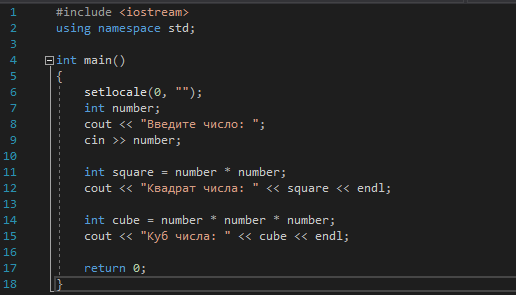 1 #include <iostream>
2 using namespace std;
3
4 int main()
5 {
6 setlocale(0, "");
7 int number;
8 cout << "Введите число: ";
9 cin >> number;
10
11 int square = number * number;
12 cout << "Квадрат числа: " << square << endl;
13
14 int cube = number * number * number;
15 cout << "Куб числа: " << cube << endl;
16
17 return 0;
18 }